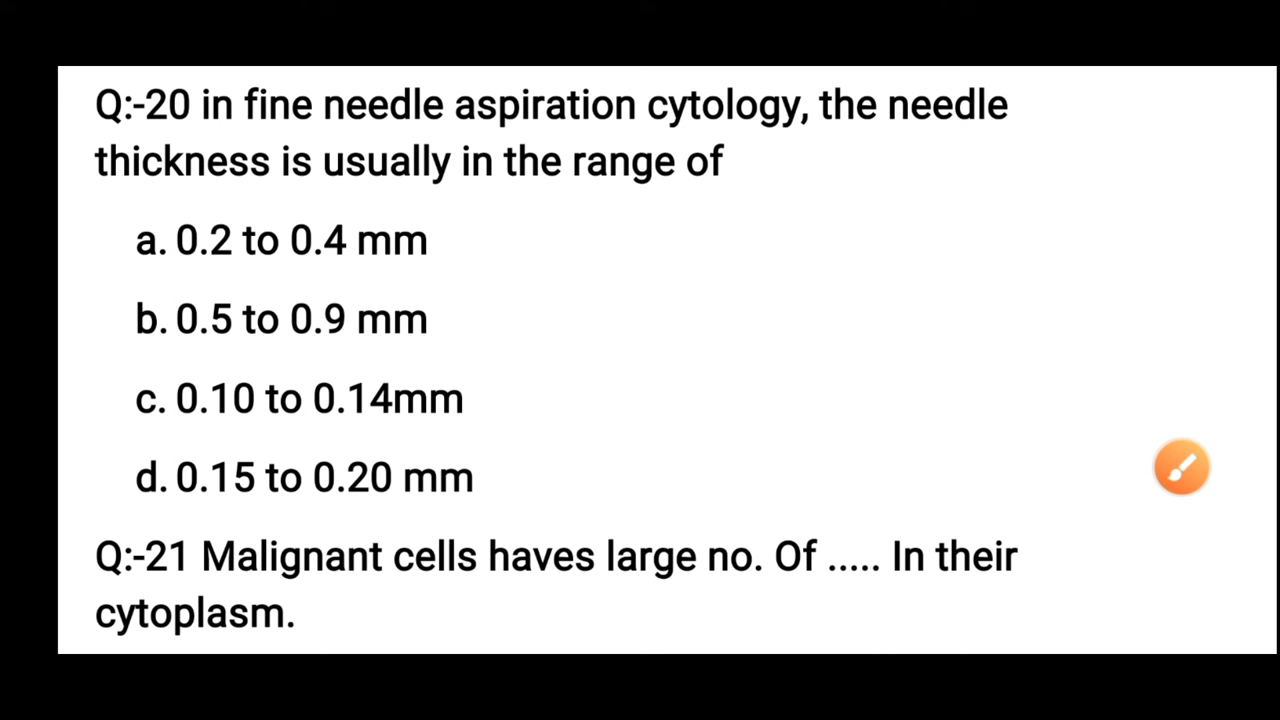 Q:-20 in fine needle aspiration cytology, the needle
thickness is usually in the range of
a. 0.2 to 0.4 mm
b. 0.5 to 0.9 mm
c. 0.10 to 0.14mm
d. 0.15 to 0.20 mm
Q:-21 Malignant cells haves large no. Of ..... In their
cytoplasm.